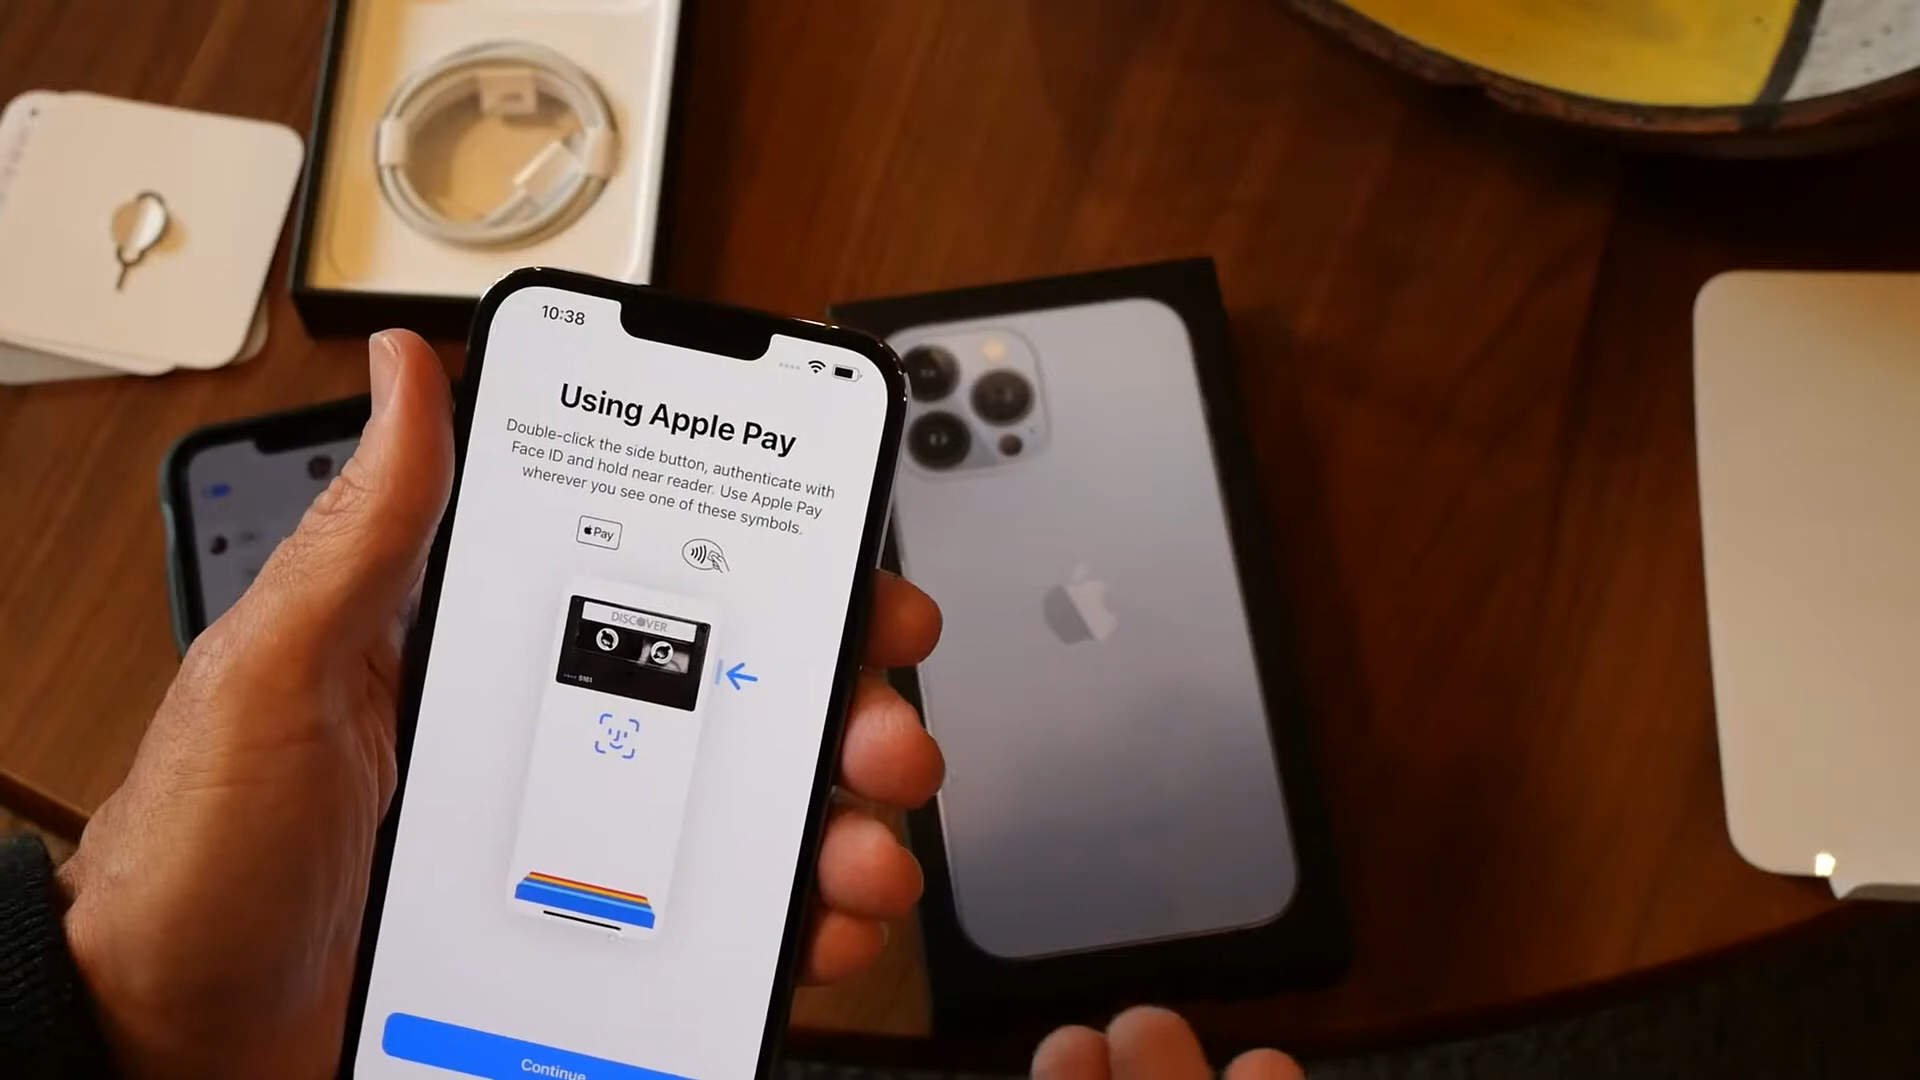 10:38
Using Apple Pay
Double-click the side button, authenticate with
Face ID and hold near reader. Use Apple Pay
wherever you see one of these symbols.
Pay
DISCOVER
•••• 5101
Continue